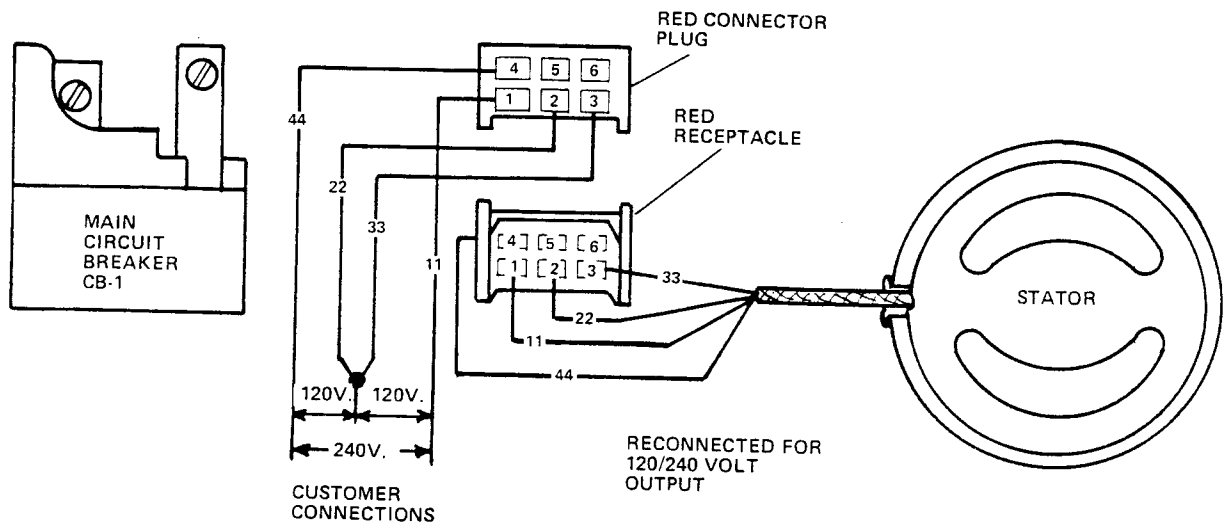 RED CONNECTOR
PLUG
4 5 6
1 2 3
44
RED
RECEPTACLE
22
33
11
MAIN
CIRCUIT
BREAKER
CB-1
4 5 6
1 2 3
33
22
11
44
STATOR
120V. 120V.
240V.
RECONNECTED FOR
120/240 VOLT
OUTPUT
CUSTOMER
CONNECTIONS